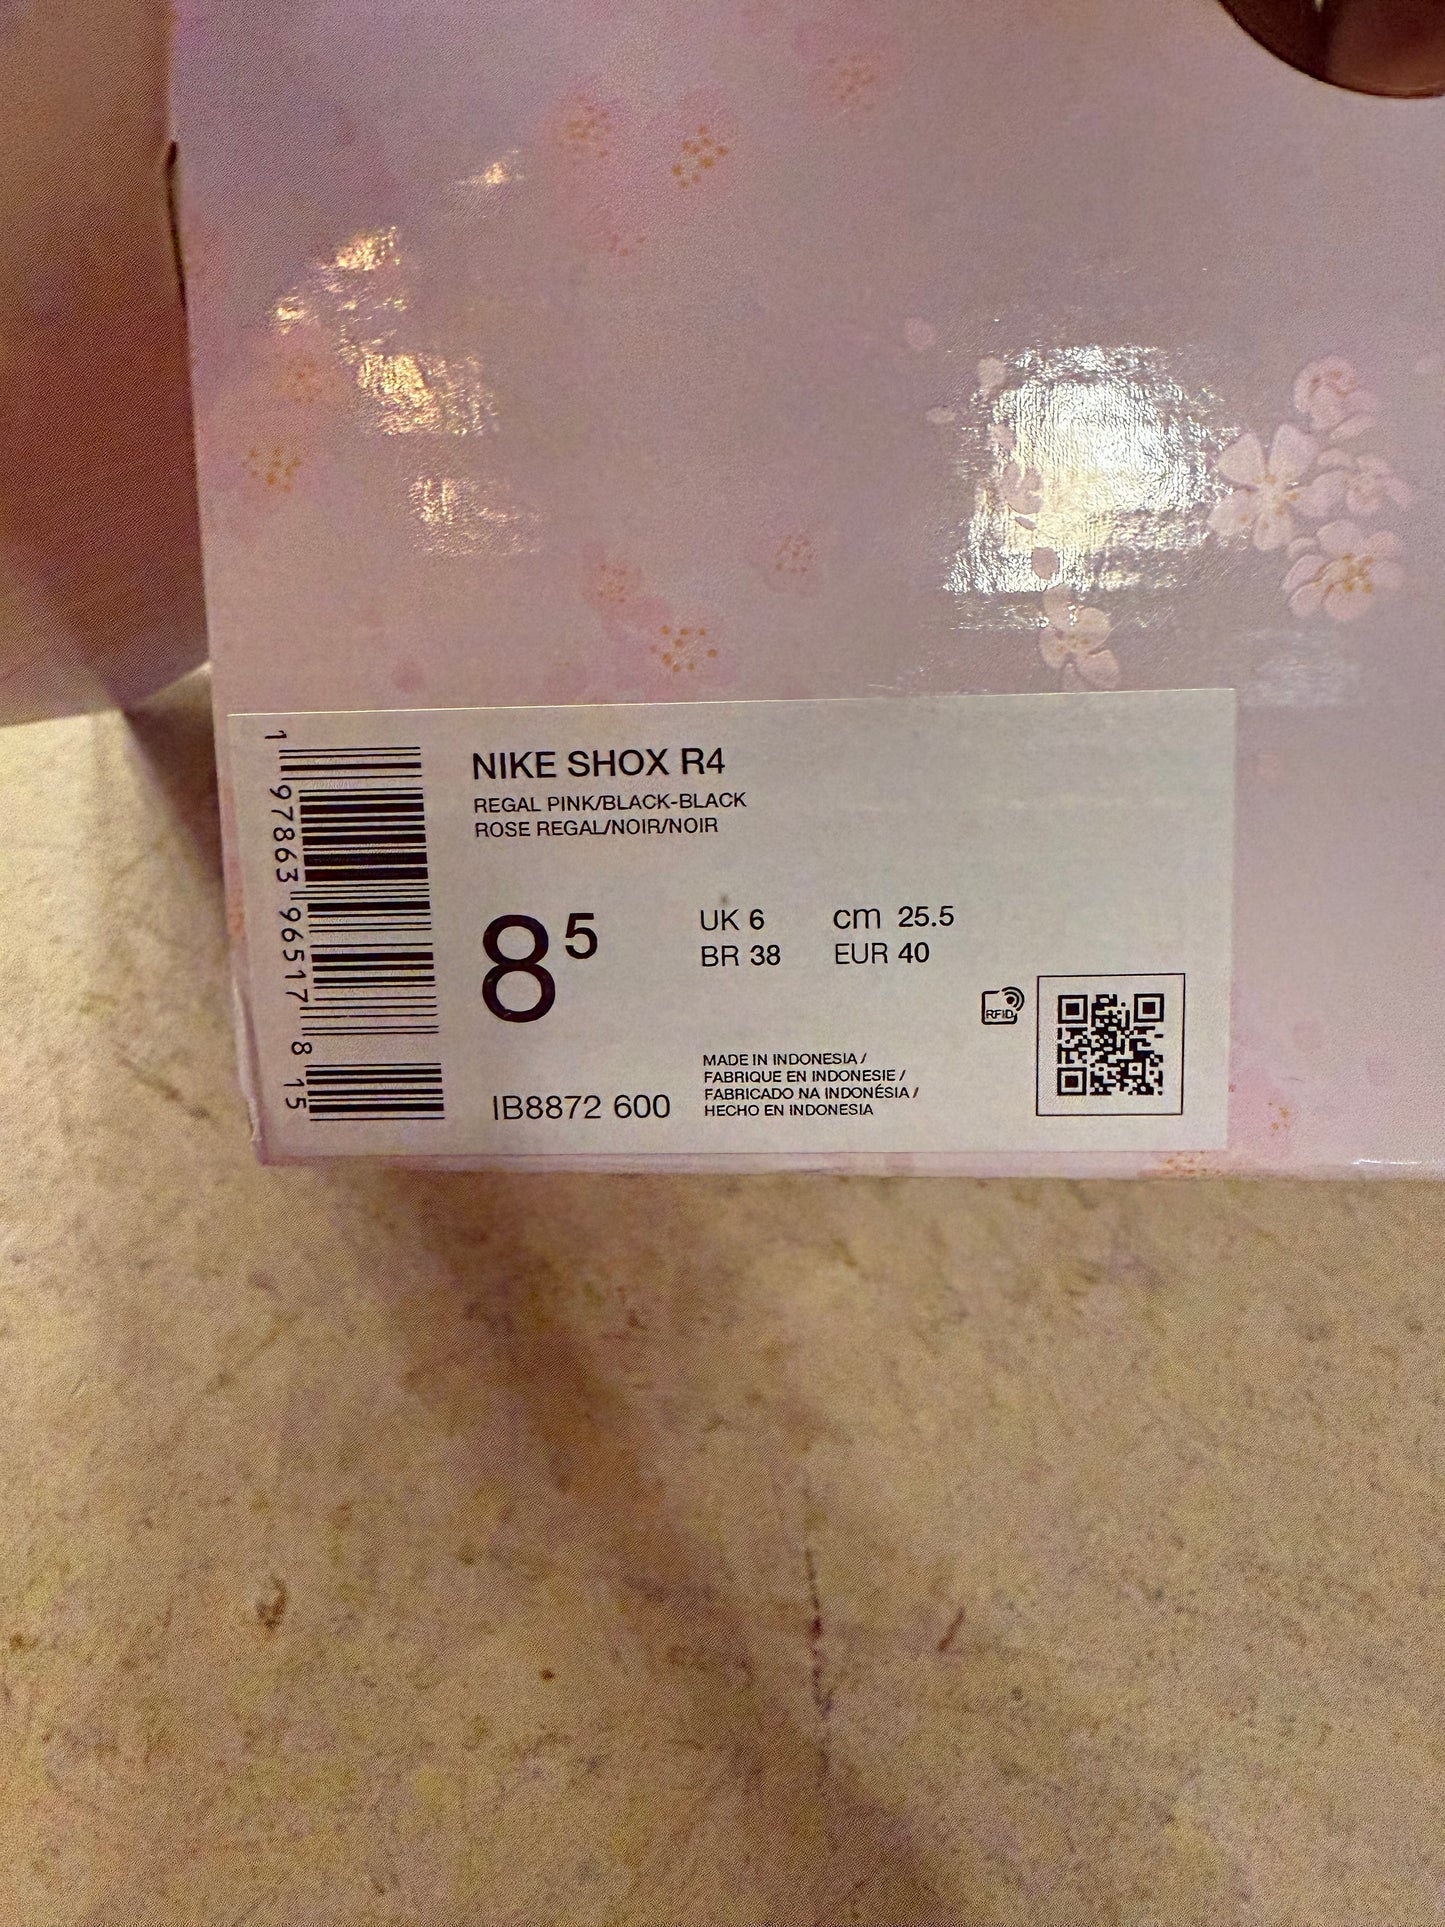 NIKE SHOX R4
REGAL PINK/BLACK-BLACK
ROSE REGAL/NOIR/NOIR
8 5
UK 6 cm 25.5
BR 38 EUR 40
RFID
MADE IN INDONESIA /
FABRIQUE EN INDONESIE /
FABRICADO NA INDONÉSIA /
HECHO EN INDONESIA
IB8872 600
1 97863 96517 8 15